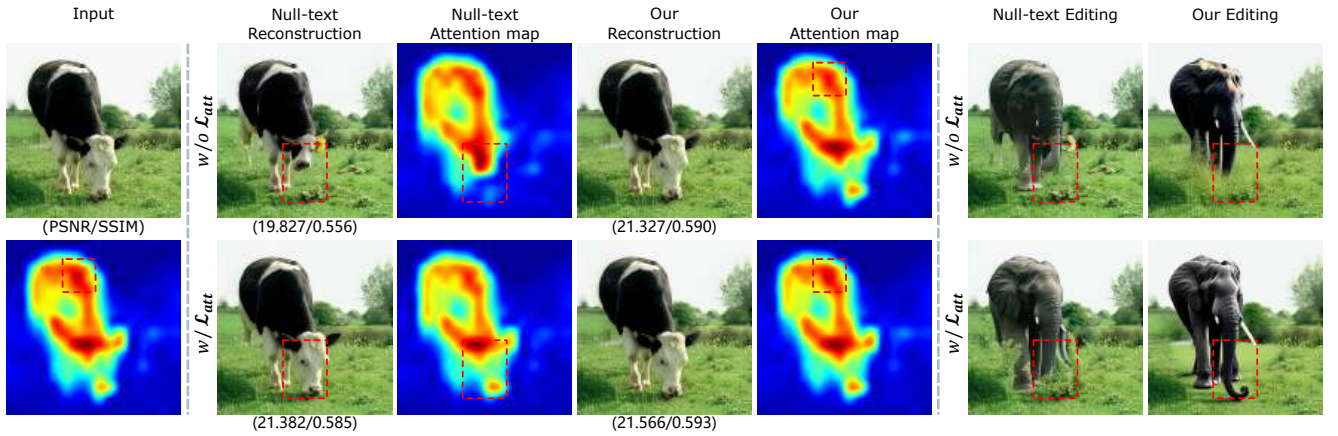 Input
Null-text
Reconstruction
Null-text
Attention map
Our
Reconstruction
Our
Attention map
Null-text Editing
Our Editing
w/o 𝓛att
w/o 𝓛att
(PSNR/SSIM)
(19.827/0.556)
(21.327/0.590)
w/ 𝓛att
w/ 𝓛att
(21.382/0.585)
(21.566/0.593)